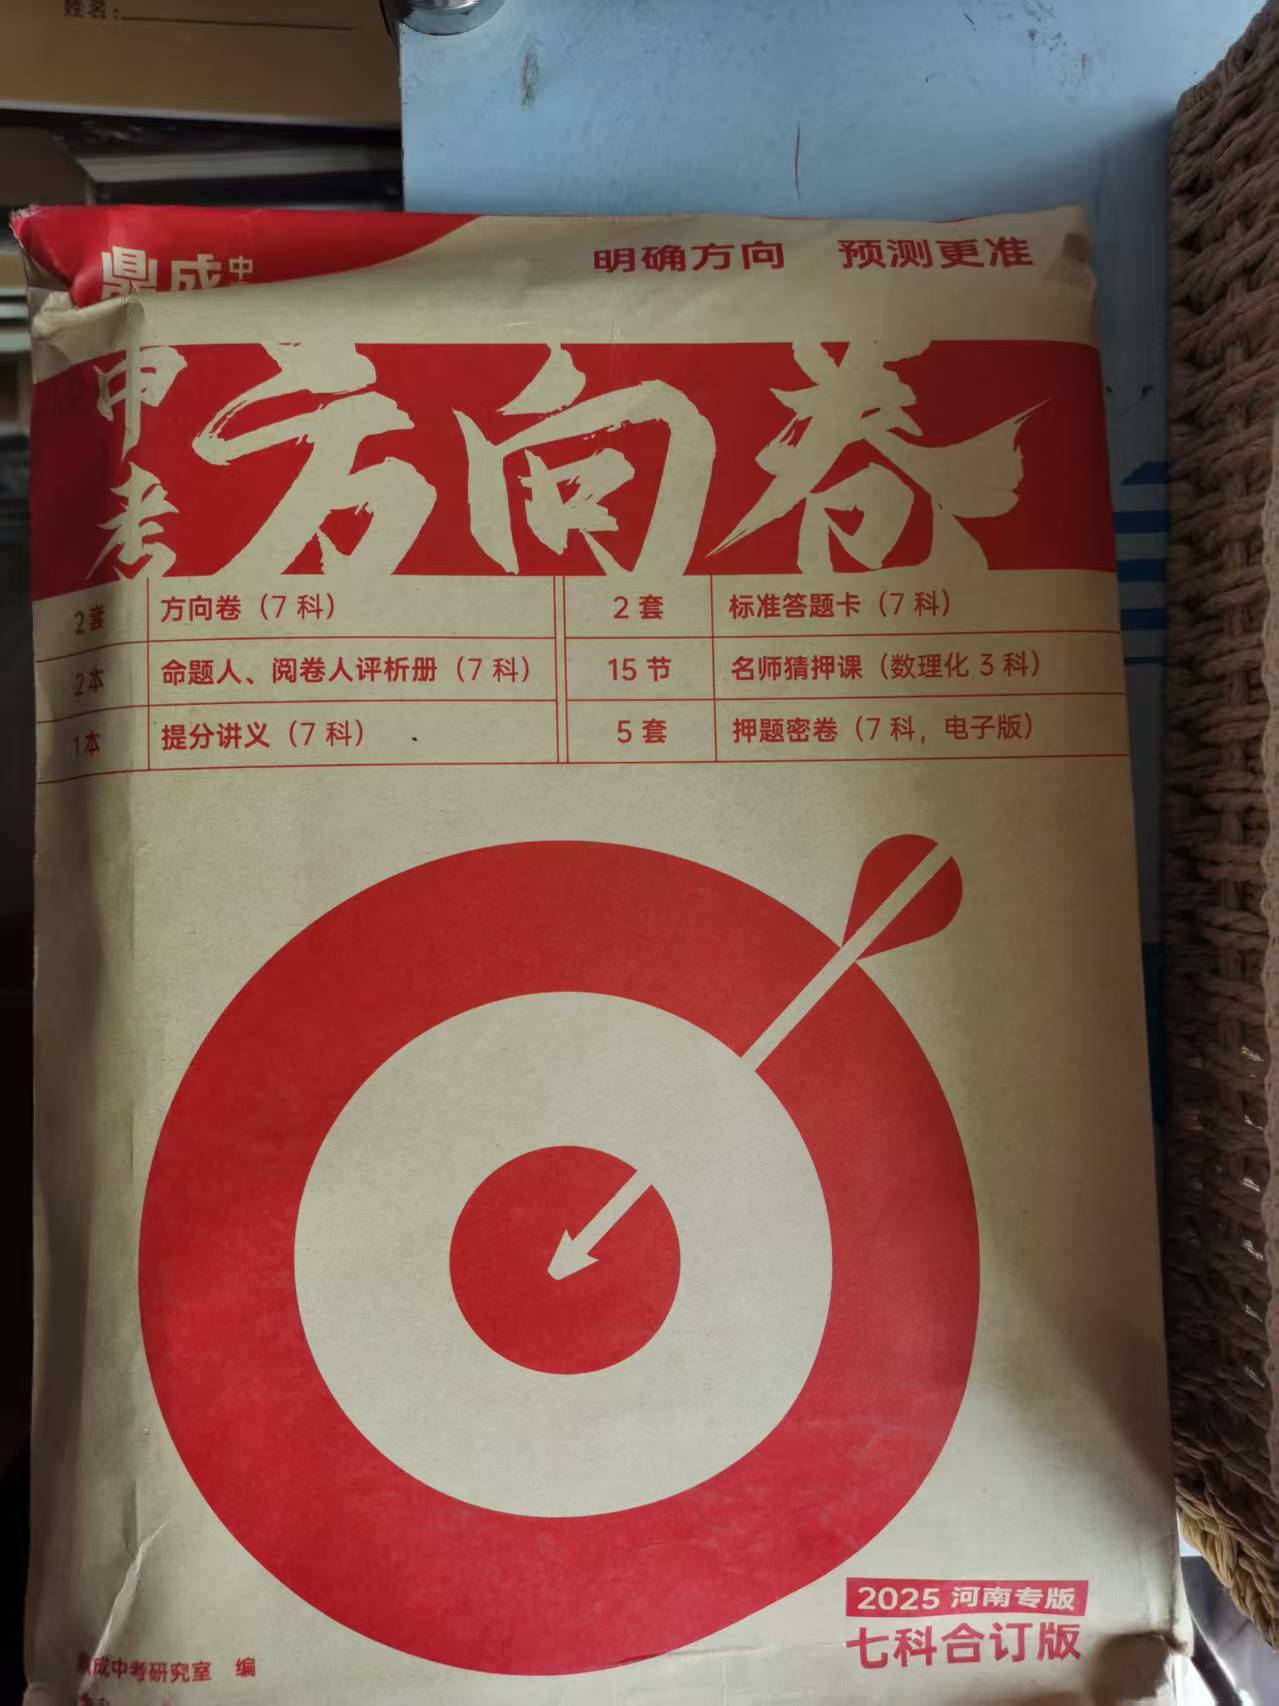 姓名:
鼎成中
明确方向 预测更准
中考
方向卷
2套 方向卷（7科） 2套 标准答题卡（7科）
2本 命题人、阅卷人评析册（7科） 15节 名师猜押课（数理化3科）
1本 提分讲义（7科） 5套 押题密卷（7科，电子版）
2025 河南专版
七科合订版
鼎成中考研究室 编